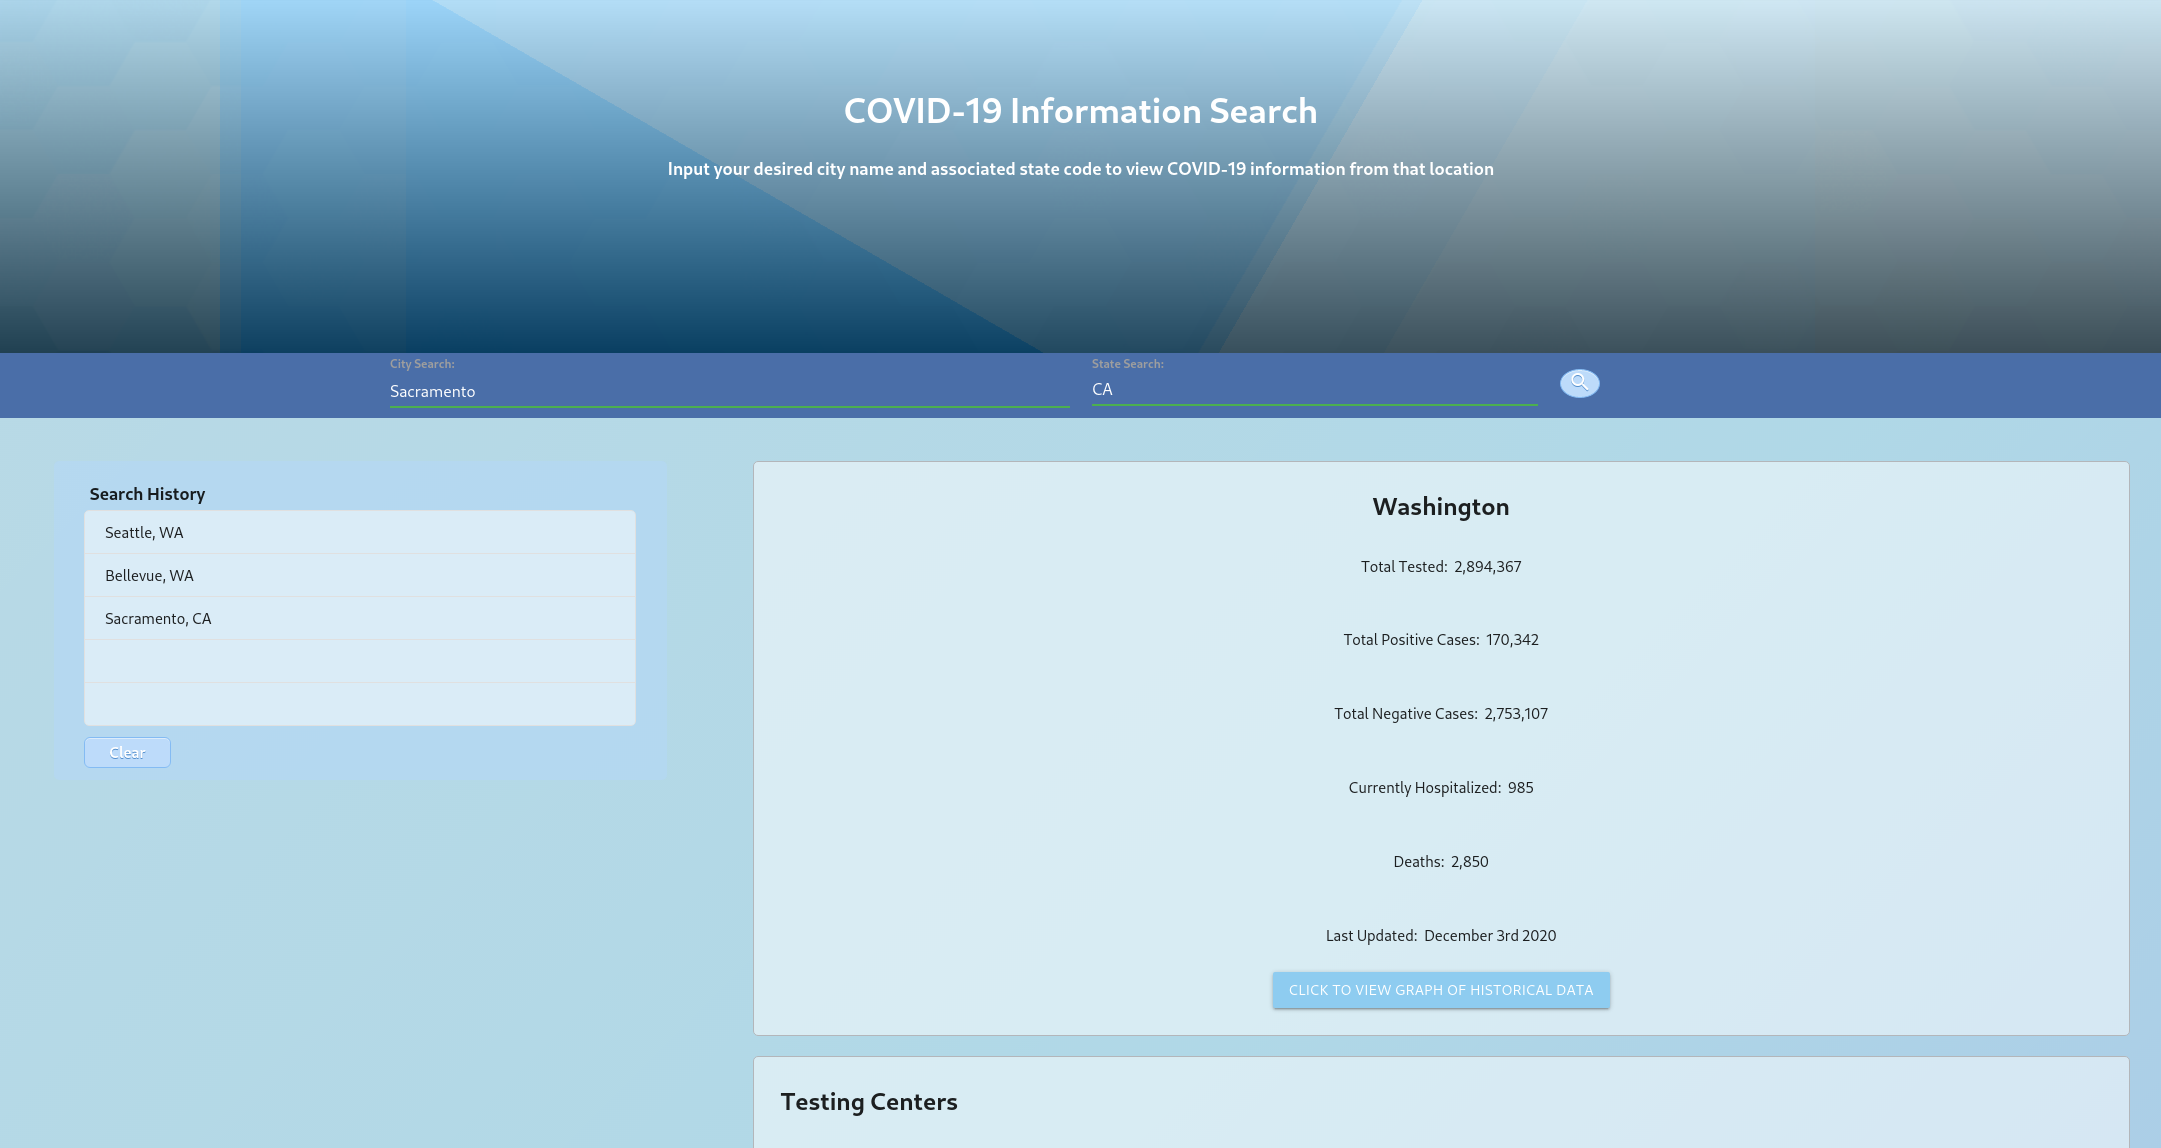 COVID-19 Information Search
Input your desired city name and associated state code to view COVID-19 information from that location
City Search:
Sacramento
State Search:
CA
Search History
Seattle, WA
Bellevue, WA
Sacramento, CA
Clear
Washington
Total Tested: 2,894,367
Total Positive Cases: 170,342
Total Negative Cases: 2,753,107
Currently Hospitalized: 985
Deaths: 2,850
Last Updated: December 3rd 2020
CLICK TO VIEW GRAPH OF HISTORICAL DATA
Testing Centers